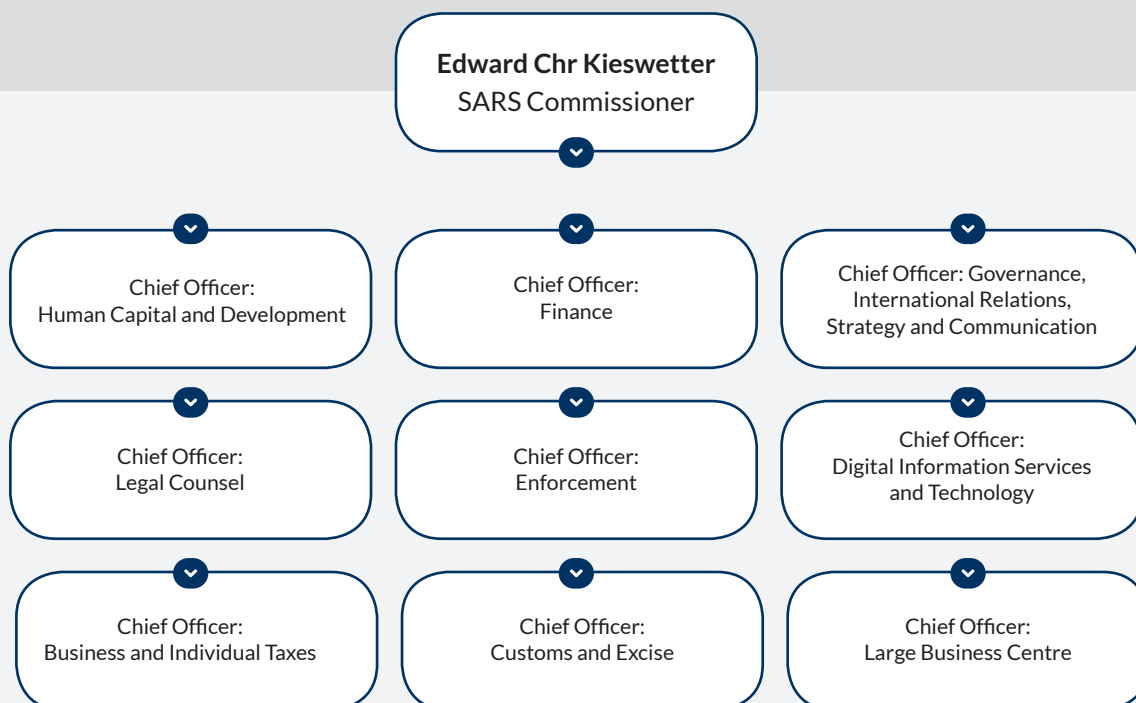 Edward Chr Kieswetter
SARS Commissioner
Chief Officer:
Human Capital and Development
Chief Officer:
Finance
Chief Officer: Governance,
International Relations,
Strategy and Communication
Chief Officer:
Legal Counsel
Chief Officer:
Enforcement
Chief Officer:
Digital Information Services
and Technology
Chief Officer:
Business and Individual Taxes
Chief Officer:
Customs and Excise
Chief Officer:
Large Business Centre